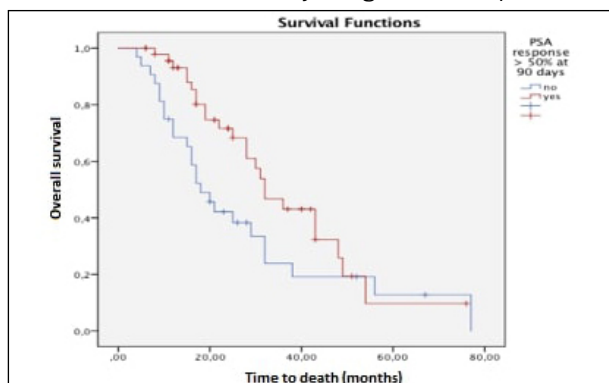 Survival Functions
PSA
response
> 50% at
90 days
no
yes
1,0
0,8
0,6
0,4
0,2
0,0
Overall survival
,00
20,00
40,00
60,00
80,00
Time to death (months)